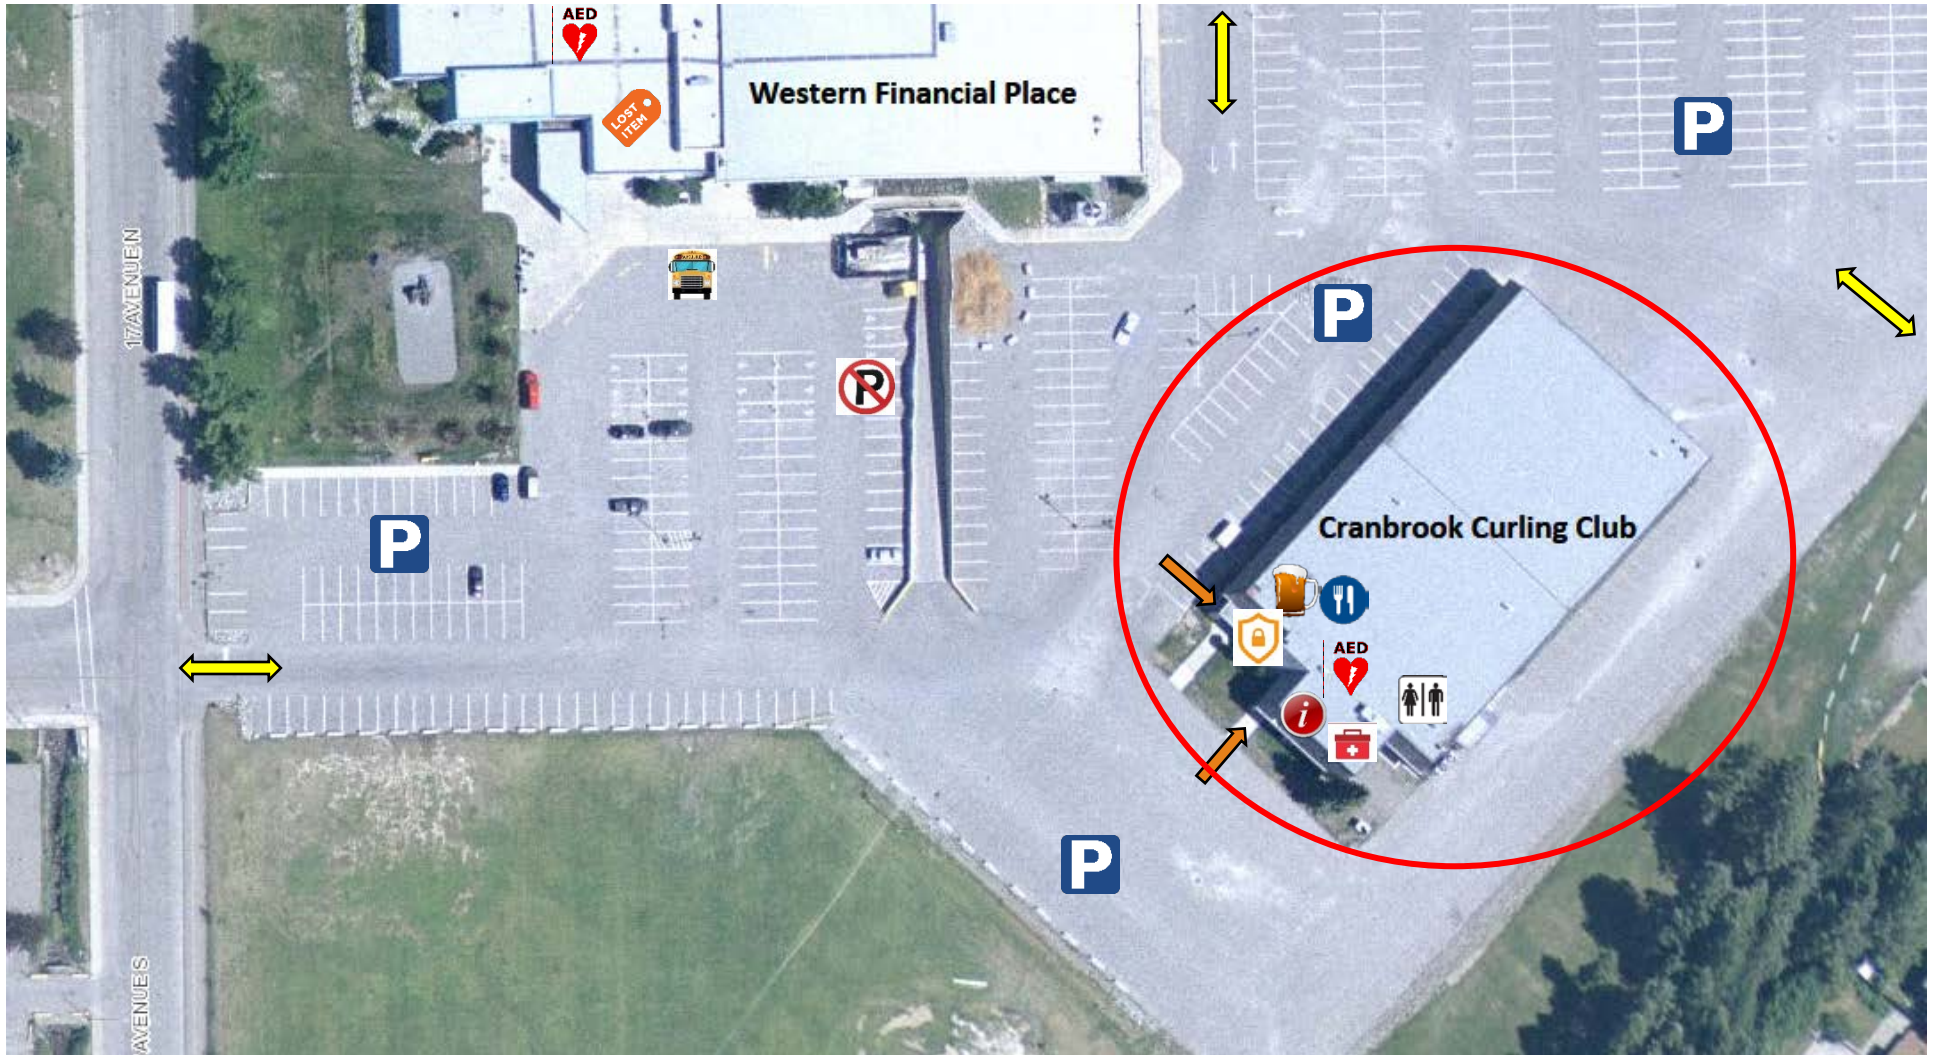 AED
LOST
ITEM
Western Financial Place
P
17 AVENUE N
P
P
P
Cranbrook Curling Club
AED
i
P
AVENUE S